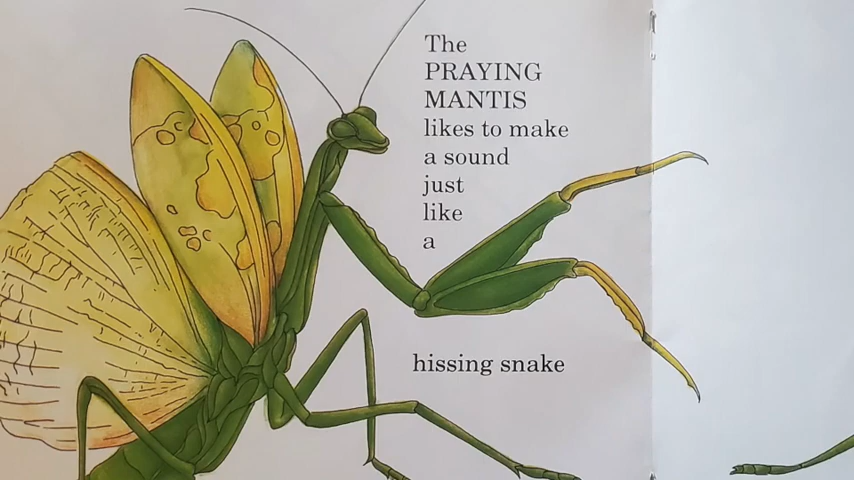 The
PRAYING
MANTIS
likes to make
a sound
just
like
a
hissing snake